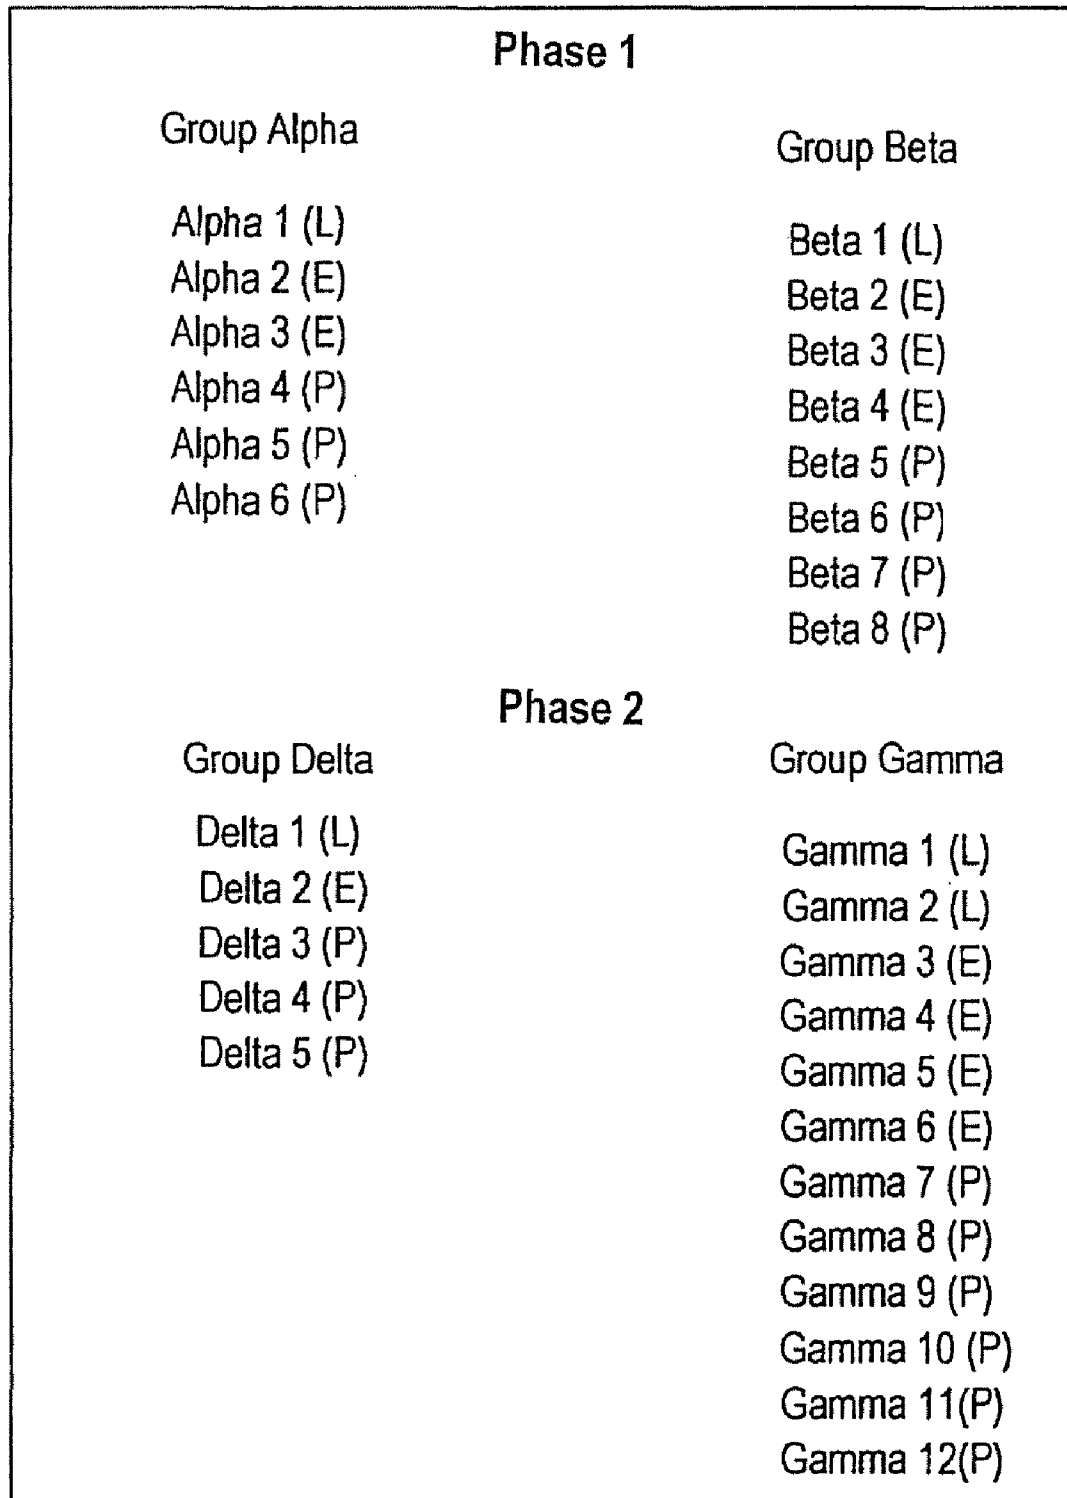 Phase 1
Group Alpha
Alpha 1 (L)
Alpha 2 (E)
Alpha 3 (E)
Alpha 4 (P)
Alpha 5 (P)
Alpha 6 (P)
Group Beta
Beta 1 (L)
Beta 2 (E)
Beta 3 (E)
Beta 4 (E)
Beta 5 (P)
Beta 6 (P)
Beta 7 (P)
Beta 8 (P)
Phase 2
Group Delta
Delta 1 (L)
Delta 2 (E)
Delta 3 (P)
Delta 4 (P)
Delta 5 (P)
Group Gamma
Gamma 1 (L)
Gamma 2 (L)
Gamma 3 (E)
Gamma 4 (E)
Gamma 5 (E)
Gamma 6 (E)
Gamma 7 (P)
Gamma 8 (P)
Gamma 9 (P)
Gamma 10 (P)
Gamma 11(P)
Gamma 12(P)